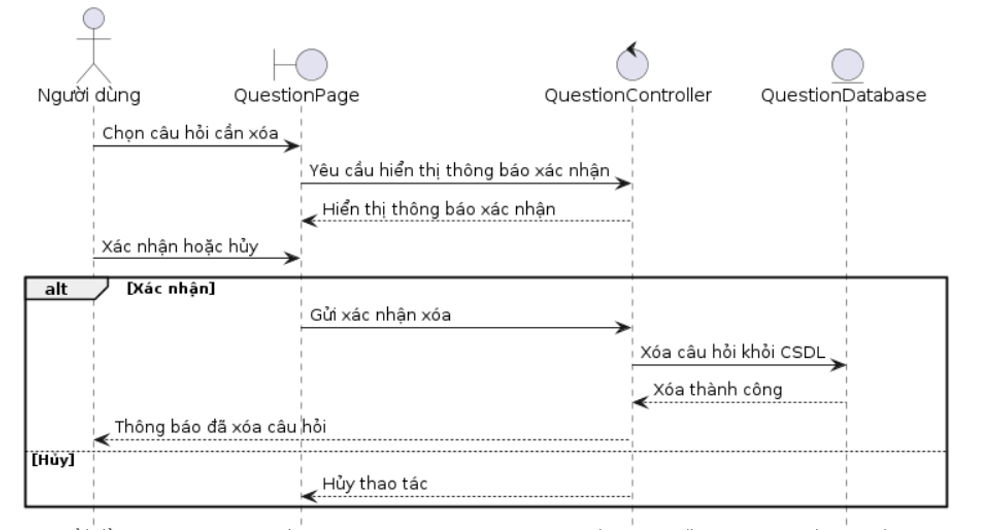 Người dùng
QuestionPage
QuestionController
QuestionDatabase
Chọn câu hỏi cần xóa
Yêu cầu hiển thị thông báo xác nhận
Hiển thị thông báo xác nhận
Xác nhận hoặc hủy
alt
[Xác nhận]
Gửi xác nhận xóa
Xóa câu hỏi khỏi CSDL
Xóa thành công
Thông báo đã xóa câu hỏi
[Hủy]
Hủy thao tác